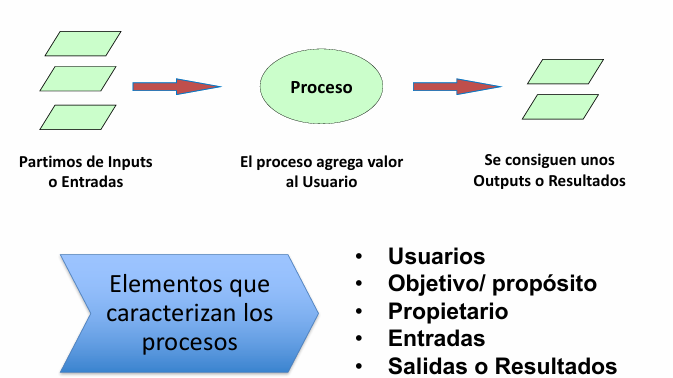 Proceso
Partimos de Inputs
o Entradas
El proceso agrega valor
al Usuario
Se consiguen unos
Outputs o Resultados
Elementos que
caracterizan los
procesos
• Usuarios
• Objetivo/ propósito
• Propietario
• Entradas
• Salidas o Resultados